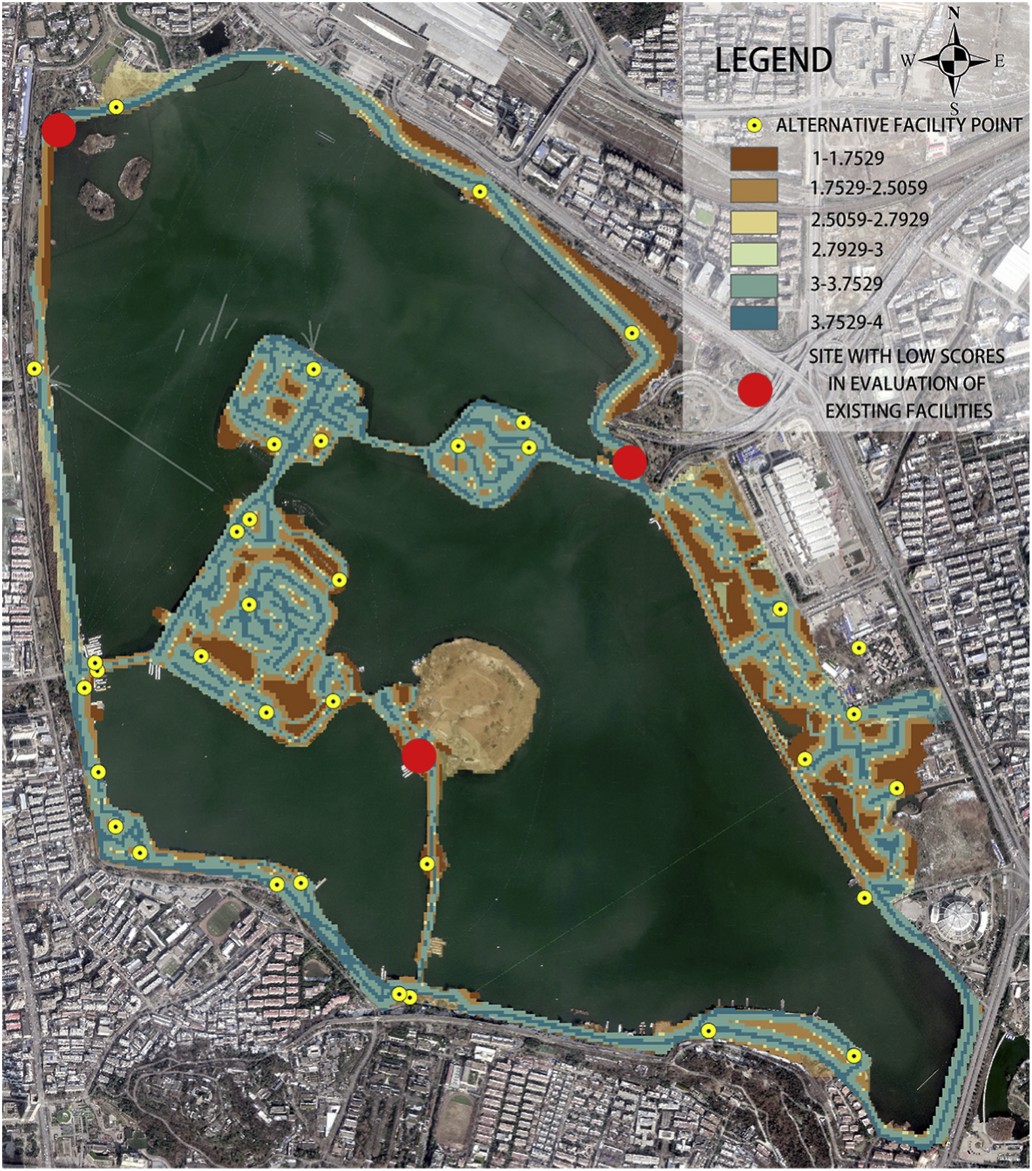 N
LEGEND
W
E
S
ALTERNATIVE FACILITY POINT
1-1.7529
1.7529-2.5059
2.5059-2.7929
2.7929-3
3-3.7529
3.7529-4
SITE WITH LOW SCORES
IN EVALUATION OF
EXISTING FACILITIES